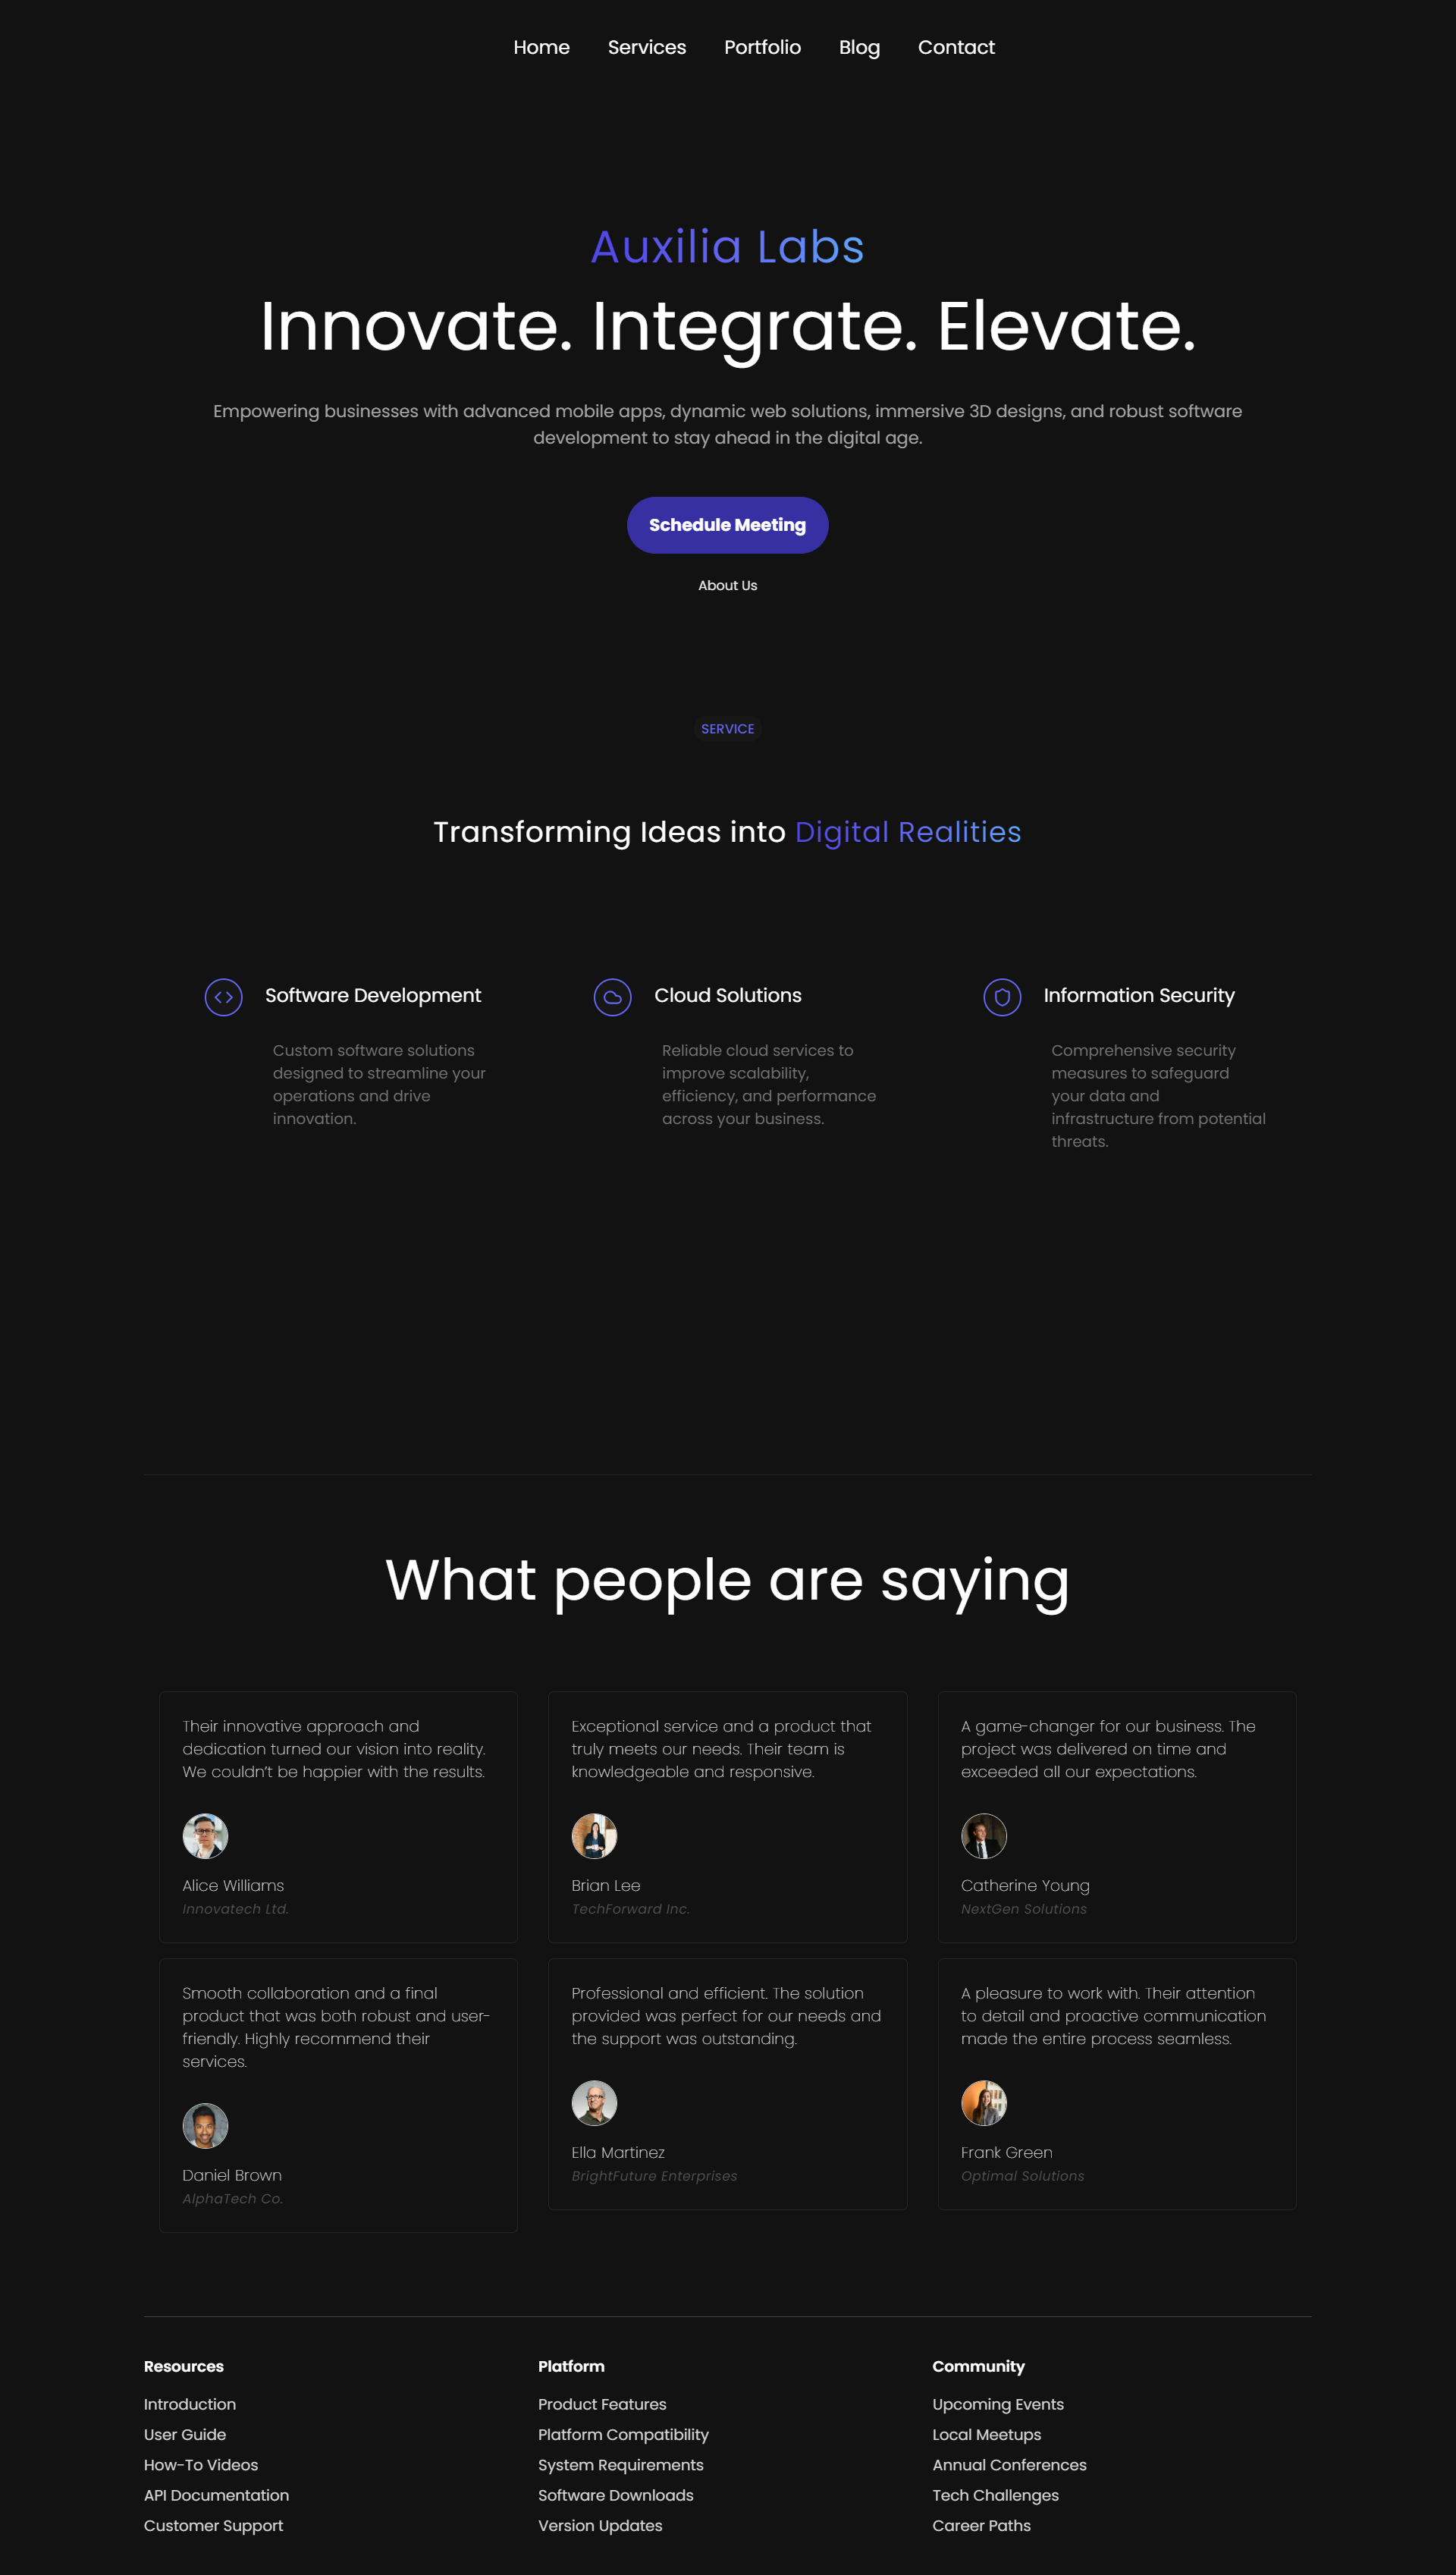 Home Services Portfolio Blog Contact
Auxilia Labs
Innovate. Integrate. Elevate.
Empowering businesses with advanced mobile apps, dynamic web solutions, immersive 3D designs, and robust software
development to stay ahead in the digital age.
Schedule Meeting
About Us
SERVICE
Transforming Ideas into Digital Realities
Software Development
Custom software solutions
designed to streamline your
operations and drive
innovation.
Cloud Solutions
Reliable cloud services to
improve scalability,
efficiency, and performance
across your business.
Information Security
Comprehensive security
measures to safeguard
your data and
infrastructure from potential
threats.
What people are saying
Their innovative approach and
dedication turned our vision into reality.
We couldn't be happier with the results.
Alice Williams
Innovatech Ltd.
Exceptional service and a product that
truly meets our needs. Their team is
knowledgeable and responsive.
Brian Lee
TechForward Inc.
A game-changer for our business. The
project was delivered on time and
exceeded all our expectations.
Catherine Young
NextGen Solutions
Smooth collaboration and a final
product that was both robust and user-
friendly. Highly recommend their
services.
Daniel Brown
AlphaTech Co.
Professional and efficient. The solution
provided was perfect for our needs and
the support was outstanding.
Ella Martinez
BrightFuture Enterprises
A pleasure to work with. Their attention
to detail and proactive communication
made the entire process seamless.
Frank Green
Optimal Solutions
Resources
Introduction
User Guide
How-To Videos
API Documentation
Customer Support
Platform
Product Features
Platform Compatibility
System Requirements
Software Downloads
Version Updates
Community
Upcoming Events
Local Meetups
Annual Conferences
Tech Challenges
Career Paths